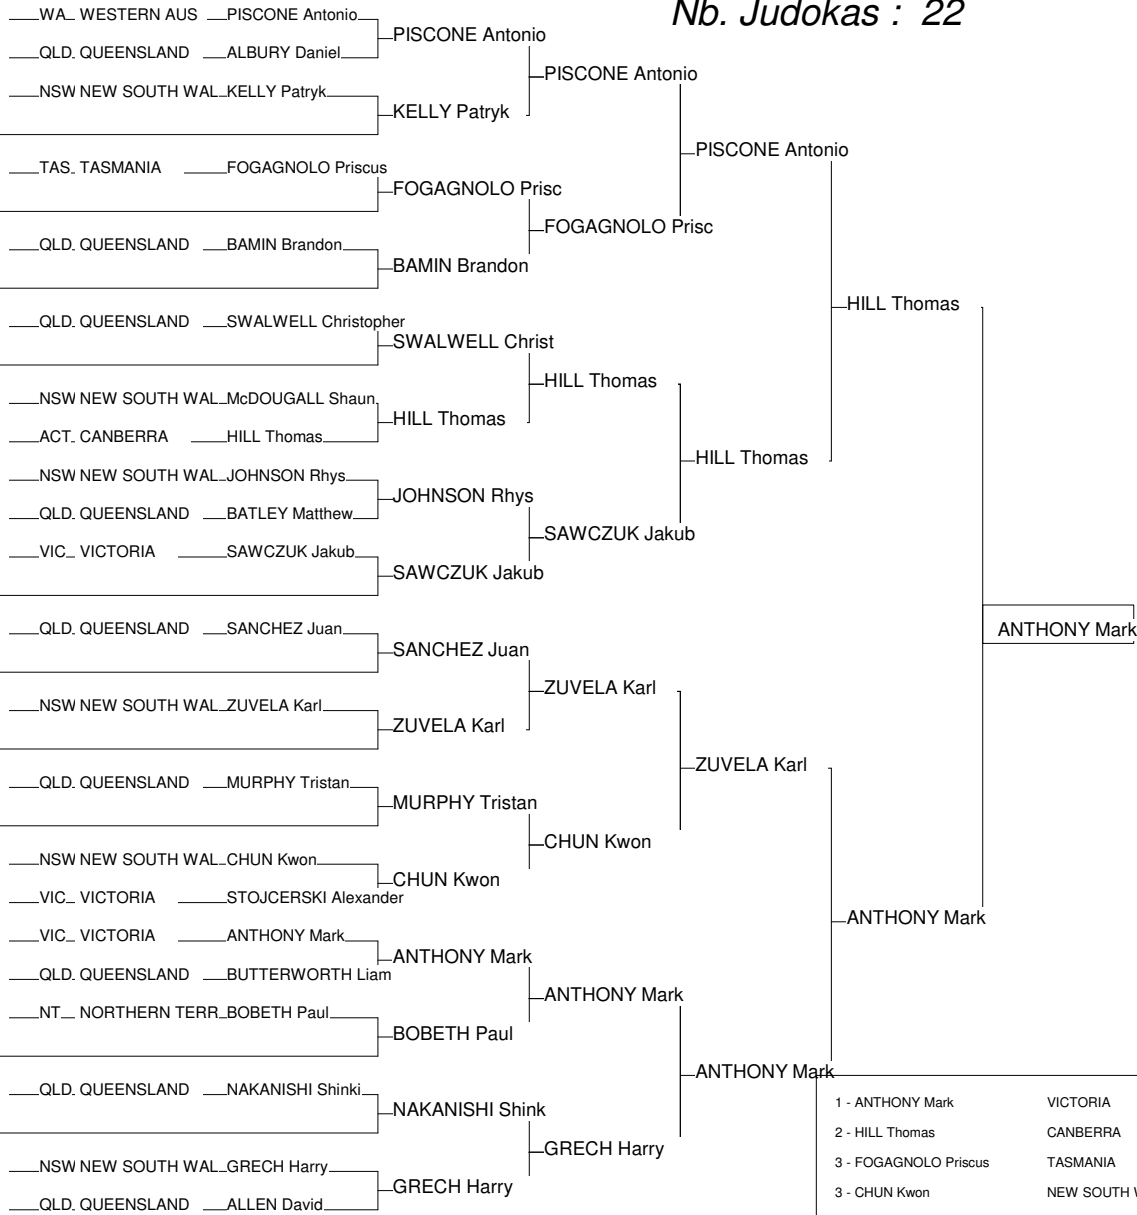 Nb. Judokas : 22
WA WESTERN AUS PISCONE Antonio
QLD QUEENSLAND ALBURY Daniel
NSW NEW SOUTH WAL KELLY Patryk
TAS TASMANIA FOGAGNOLO Priscus
QLD QUEENSLAND BAMIN Brandon
QLD QUEENSLAND SWALWELL Christopher
NSW NEW SOUTH WAL McDOUGALL Shaun
ACT CANBERRA HILL Thomas
NSW NEW SOUTH WAL JOHNSON Rhys
QLD QUEENSLAND BATLEY Matthew
VIC VICTORIA SAWCZUK Jakub
QLD QUEENSLAND SANCHEZ Juan
NSW NEW SOUTH WAL ZUVELA Karl
QLD QUEENSLAND MURPHY Tristan
NSW NEW SOUTH WAL CHUN Kwon
VIC VICTORIA STOJCERSKI Alexander
VIC VICTORIA ANTHONY Mark
QLD QUEENSLAND BUTTERWORTH Liam
NT NORTHERN TERR BOBETH Paul
QLD QUEENSLAND NAKANISHI Shinki
NSW NEW SOUTH WAL GRECH Harry
QLD QUEENSLAND ALLEN David
PISCONE Antonio
KELLY Patryk
FOGAGNOLO Prisc
BAMIN Brandon
SWALWELL Christ
HILL Thomas
JOHNSON Rhys
SAWCZUK Jakub
SANCHEZ Juan
ZUVELA Karl
MURPHY Tristan
CHUN Kwon
ANTHONY Mark
BOBETH Paul
NAKANISHI Shink
GRECH Harry
PISCONE Antonio
FOGAGNOLO Prisc
HILL Thomas
SAWCZUK Jakub
ZUVELA Karl
CHUN Kwon
ANTHONY Mark
GRECH Harry
PISCONE Antonio
HILL Thomas
ZUVELA Karl
ANTHONY Mark
HILL Thomas
ANTHONY Mark
ANTHONY Mark
1 - ANTHONY Mark VICTORIA
2 - HILL Thomas CANBERRA
3 - FOGAGNOLO Priscus TASMANIA
3 - CHUN Kwon NEW SOUTH W